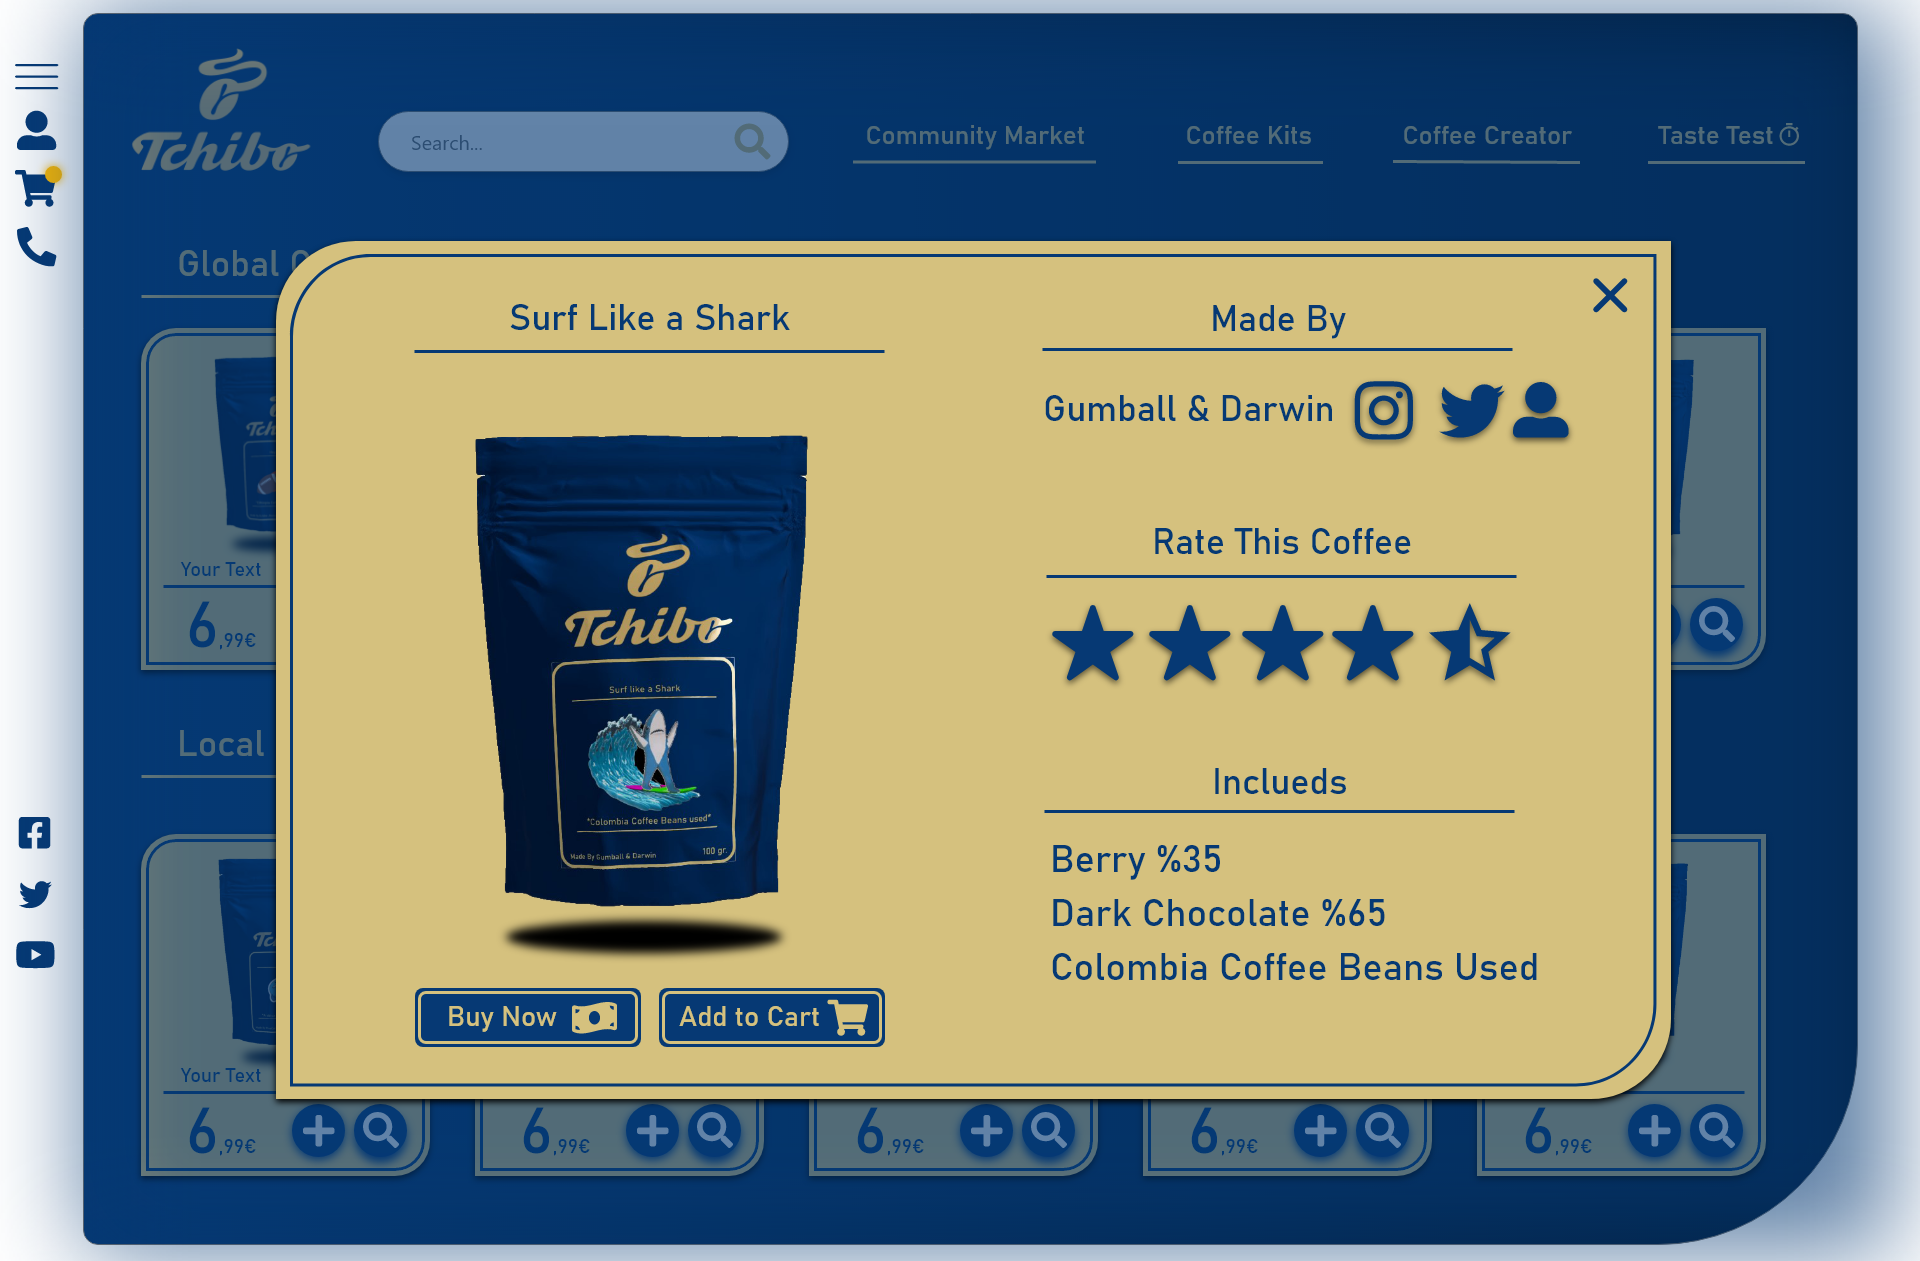 Tchibo
Search...
Community Market
Coffee Kits
Coffee Creator
Taste Test
Global
Surf Like a Shark
Made By
Gumball & Darwin
Tchibo
Surf like a Shark
"Colombia Coffee Beans used"
Made By Gumball & Darwin
100 gr.
Rate This Coffee
Inclueds
Berry %35
Dark Chocolate %65
Colombia Coffee Beans Used
Buy Now
Add to Cart
Your Text
6,99€
Local
Your Text
6,99€
6,99€
6,99€
6,99€
6,99€